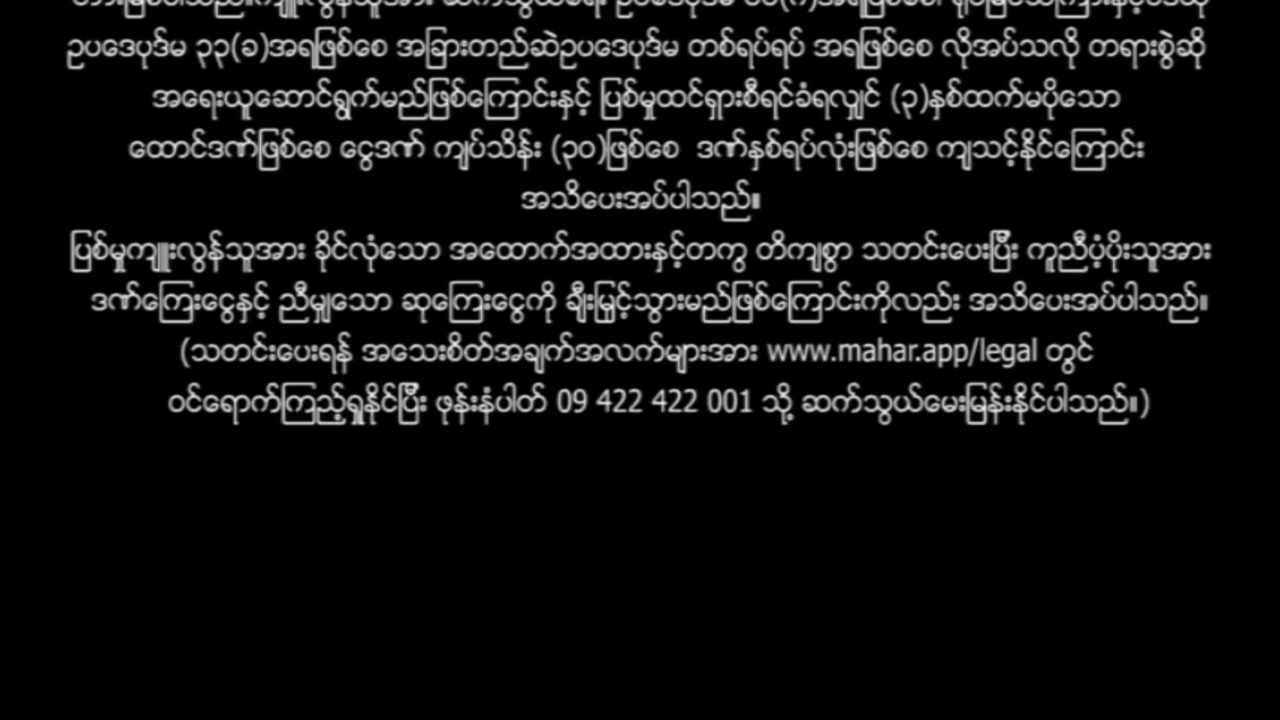 ဥပဒေပုဒ်မ ၃၃(ခ)အရဖြစ်စေ အခြားတည်ဆဲဥပဒေပုဒ်မ တစ်ရပ်ရပ် အရဖြစ်စေ လိုအပ်သလို တရားစွဲဆို
အရေးယူဆောင်ရွက်မည်ဖြစ်ကြောင်းနှင့် ပြစ်မှုထင်ရှားစီရင်ခံရလျှင် (၃)နှစ်ထက်မပိုသော
ထောင်ဒဏ်ဖြစ်စေ ငွေဒဏ် ကျပ်သိန်း (၃၀)ဖြစ်စေ ဒဏ်နှစ်ရပ်လုံးဖြစ်စေ ကျသင့်နိုင်ကြောင်း
အသိပေးအပ်ပါသည်။
ပြစ်မှုကျူးလွန်သူအား ခိုင်လုံသော အထောက်အထားနှင့်တကွ တိကျစွာ သတင်းပေးပြီး ကူညီပံ့ပိုးသူအား
ဒဏ်ကြေးငွေနှင့် ညီမျှသော ဆုကြေးငွေကို ချီးမြှင့်သွားမည်ဖြစ်ကြောင်းကိုလည်း အသိပေးအပ်ပါသည်။
(သတင်းပေးရန် အသေးစိတ်အချက်အလက်များအား www.mahar.app/legal တွင်
ဝင်ရောက်ကြည့်ရှုနိုင်ပြီး ဖုန်းနံပါတ် 09 422 422 001 သို့ ဆက်သွယ်မေးမြန်းနိုင်ပါသည်။)